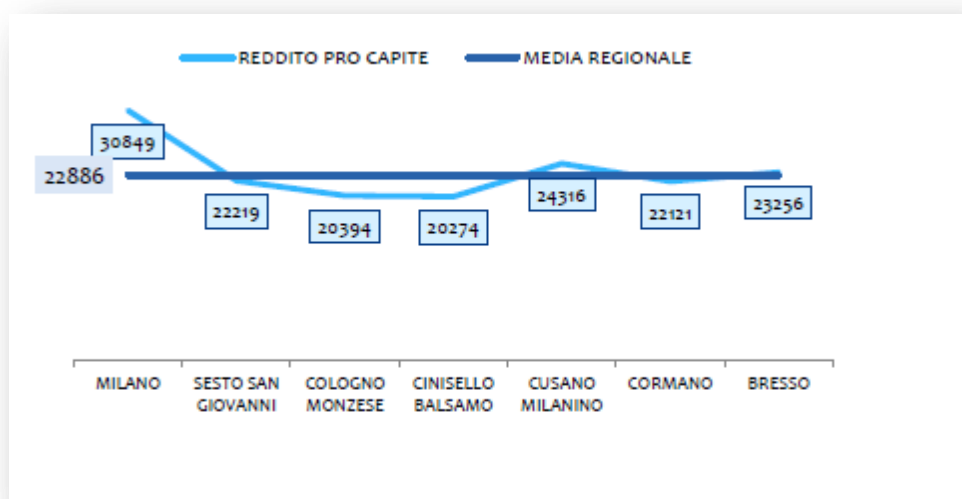 REDDITO PRO CAPITE
MEDIA REGIONALE
30849
22886
22219
20394
20274
24316
22121
23256
MILANO
SESTO SAN
GIOVANNI
COLOGNO
MONZESE
CINISELLO
BALSAMO
CUSANO
MILANINO
CORMANO
BRESSO